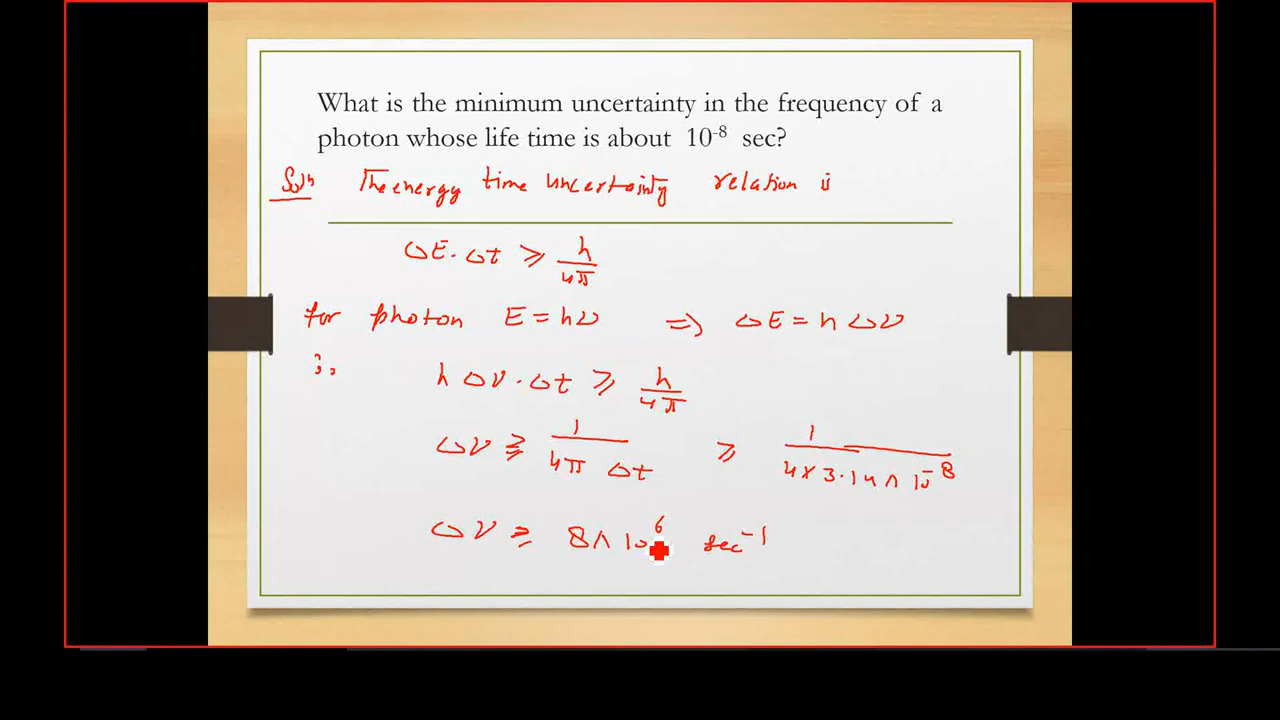 What is the minimum uncertainty in the frequency of a
photon whose life time is about 10⁻⁸ sec?
Soln The energy time uncertainty relation is
ΔE·Δt ≥ h/4π
for photon E = hν ⇒ ΔE = h Δν
∴ h Δν·Δt ≥ h/4π
Δν ≥ 1/4π Δt ≥ 1/4×3.14×10⁻⁸
Δν ≥ 8×10⁶ sec⁻¹